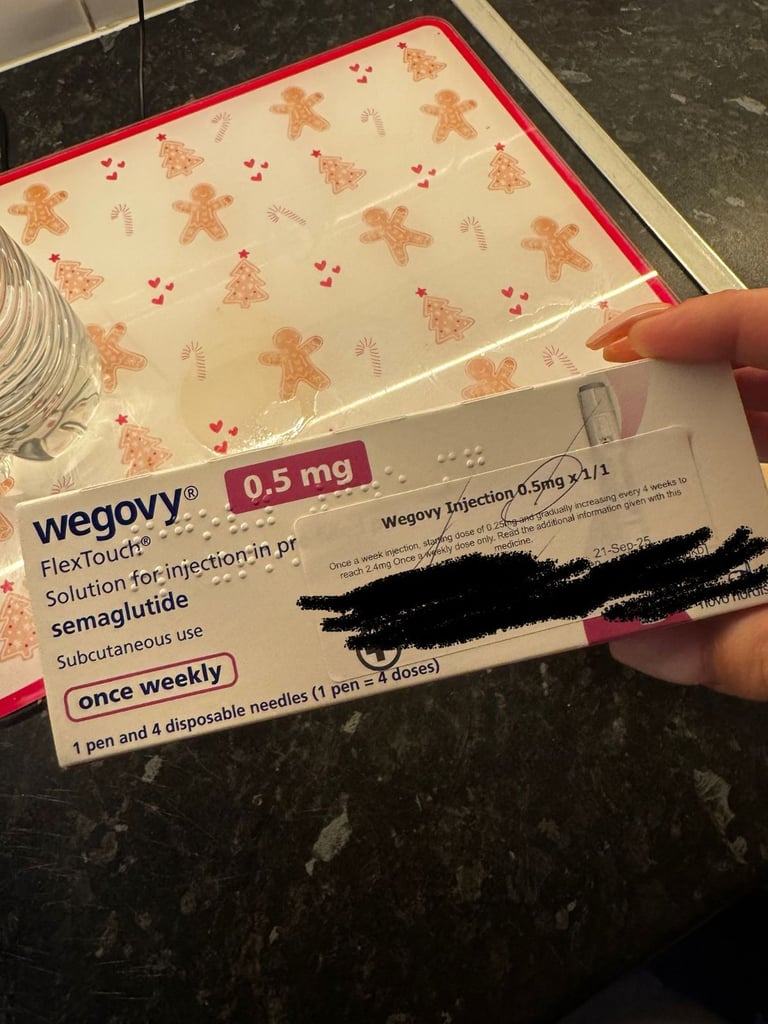 wegovy®
0.5 mg
FlexTouch®
Solution for injection in pr
semaglutide
Subcutaneous use
once weekly
1 pen and 4 disposable needles (1 pen = 4 doses)
Wegovy Injection 0.5mg x 1/1
Once a week injection, starting dose of 0.25mg and gradually increasing every 4 weeks to
reach 2.4mg Once a weekly dose only. Read the additional information given with this
medicine.
21-Sep-25
novo nordisk